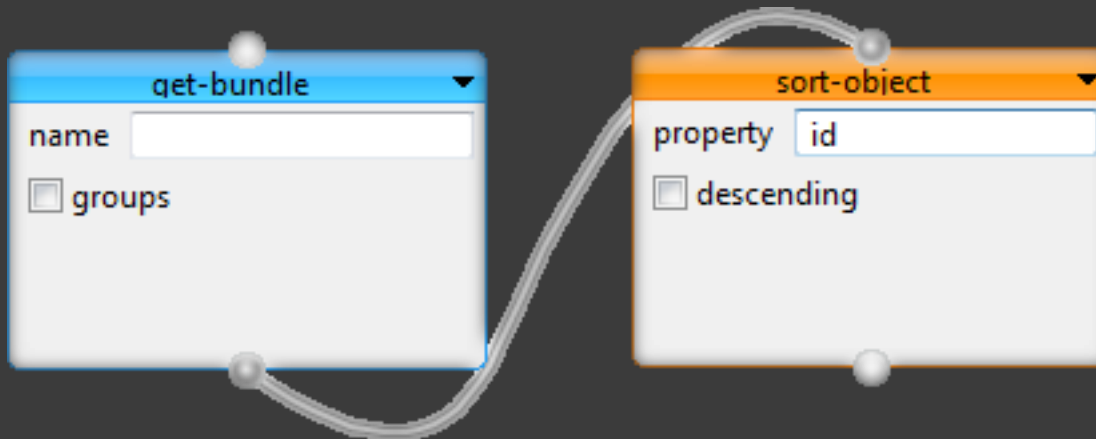 get-bundle
name
groups
sort-object
property id
descending